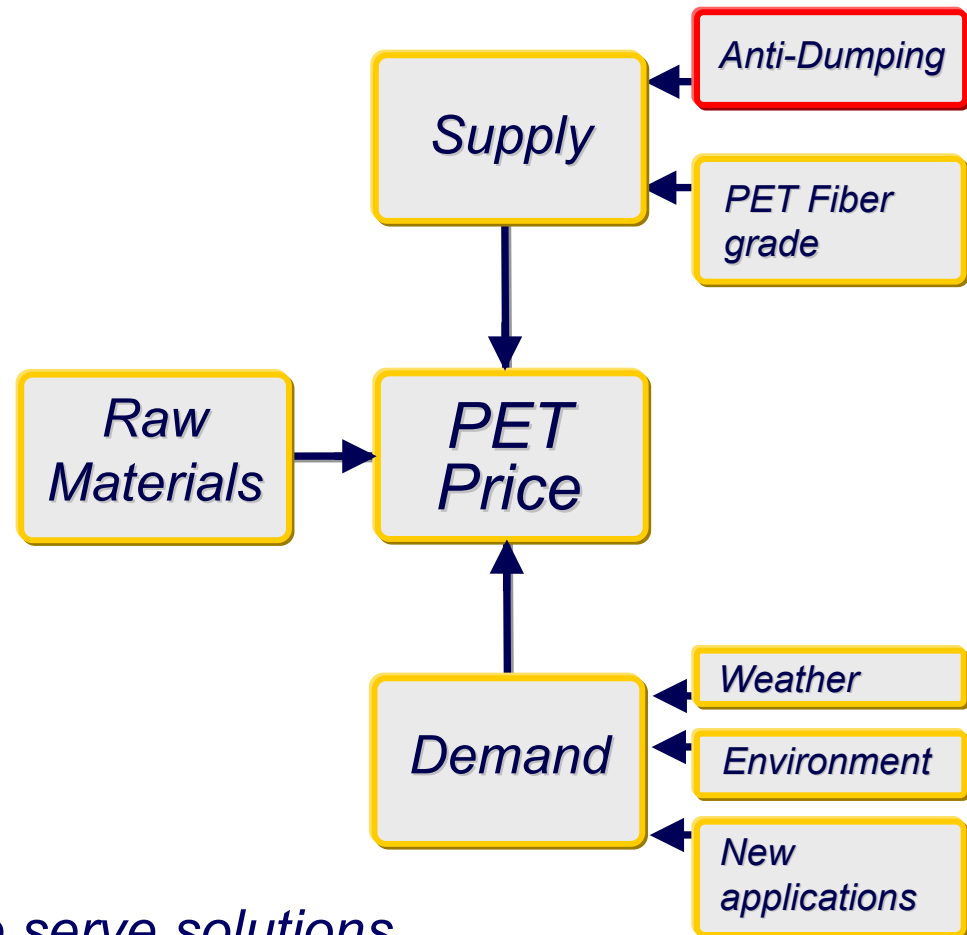 Anti-Dumping
Supply
PET Fiber
grade
Raw
Materials
PET
Price
Weather
Demand
Environment
New
applications
serve solutions